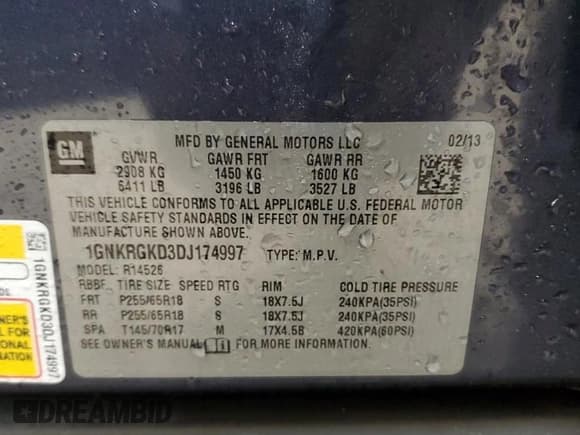 GM
MFD BY GENERAL MOTORS LLC 02/13
GVWR GAWR FRT GAWR RR
2908 KG 1450 KG 1600 KG
6411 LB 3196 LB 3527 LB
THIS VEHICLE CONFORMS TO ALL APPLICABLE U.S. FEDERAL MOTOR
VEHICLE SAFETY STANDARDS IN EFFECT ON THE DATE OF
MANUFACTURE SHOWN ABOVE.
1GNKRGKD3DJ174997 TYPE: M.P.V.
MODEL: R14526
TIRE SIZE SPEED RTG RIM COLD TIRE PRESSURE
FRT P255/65R18 S 18X7.5J 240KPA(35PSI)
RR P255/65R18 S 18X7.5J 240KPA(35PSI)
SPA T145/70R17 M 17X4.5B 420KPA(60PSI)
SEE OWNER'S MANUAL FOR MORE INFORMATION.
1GNKRGKD3DJ174997
DREAMBID